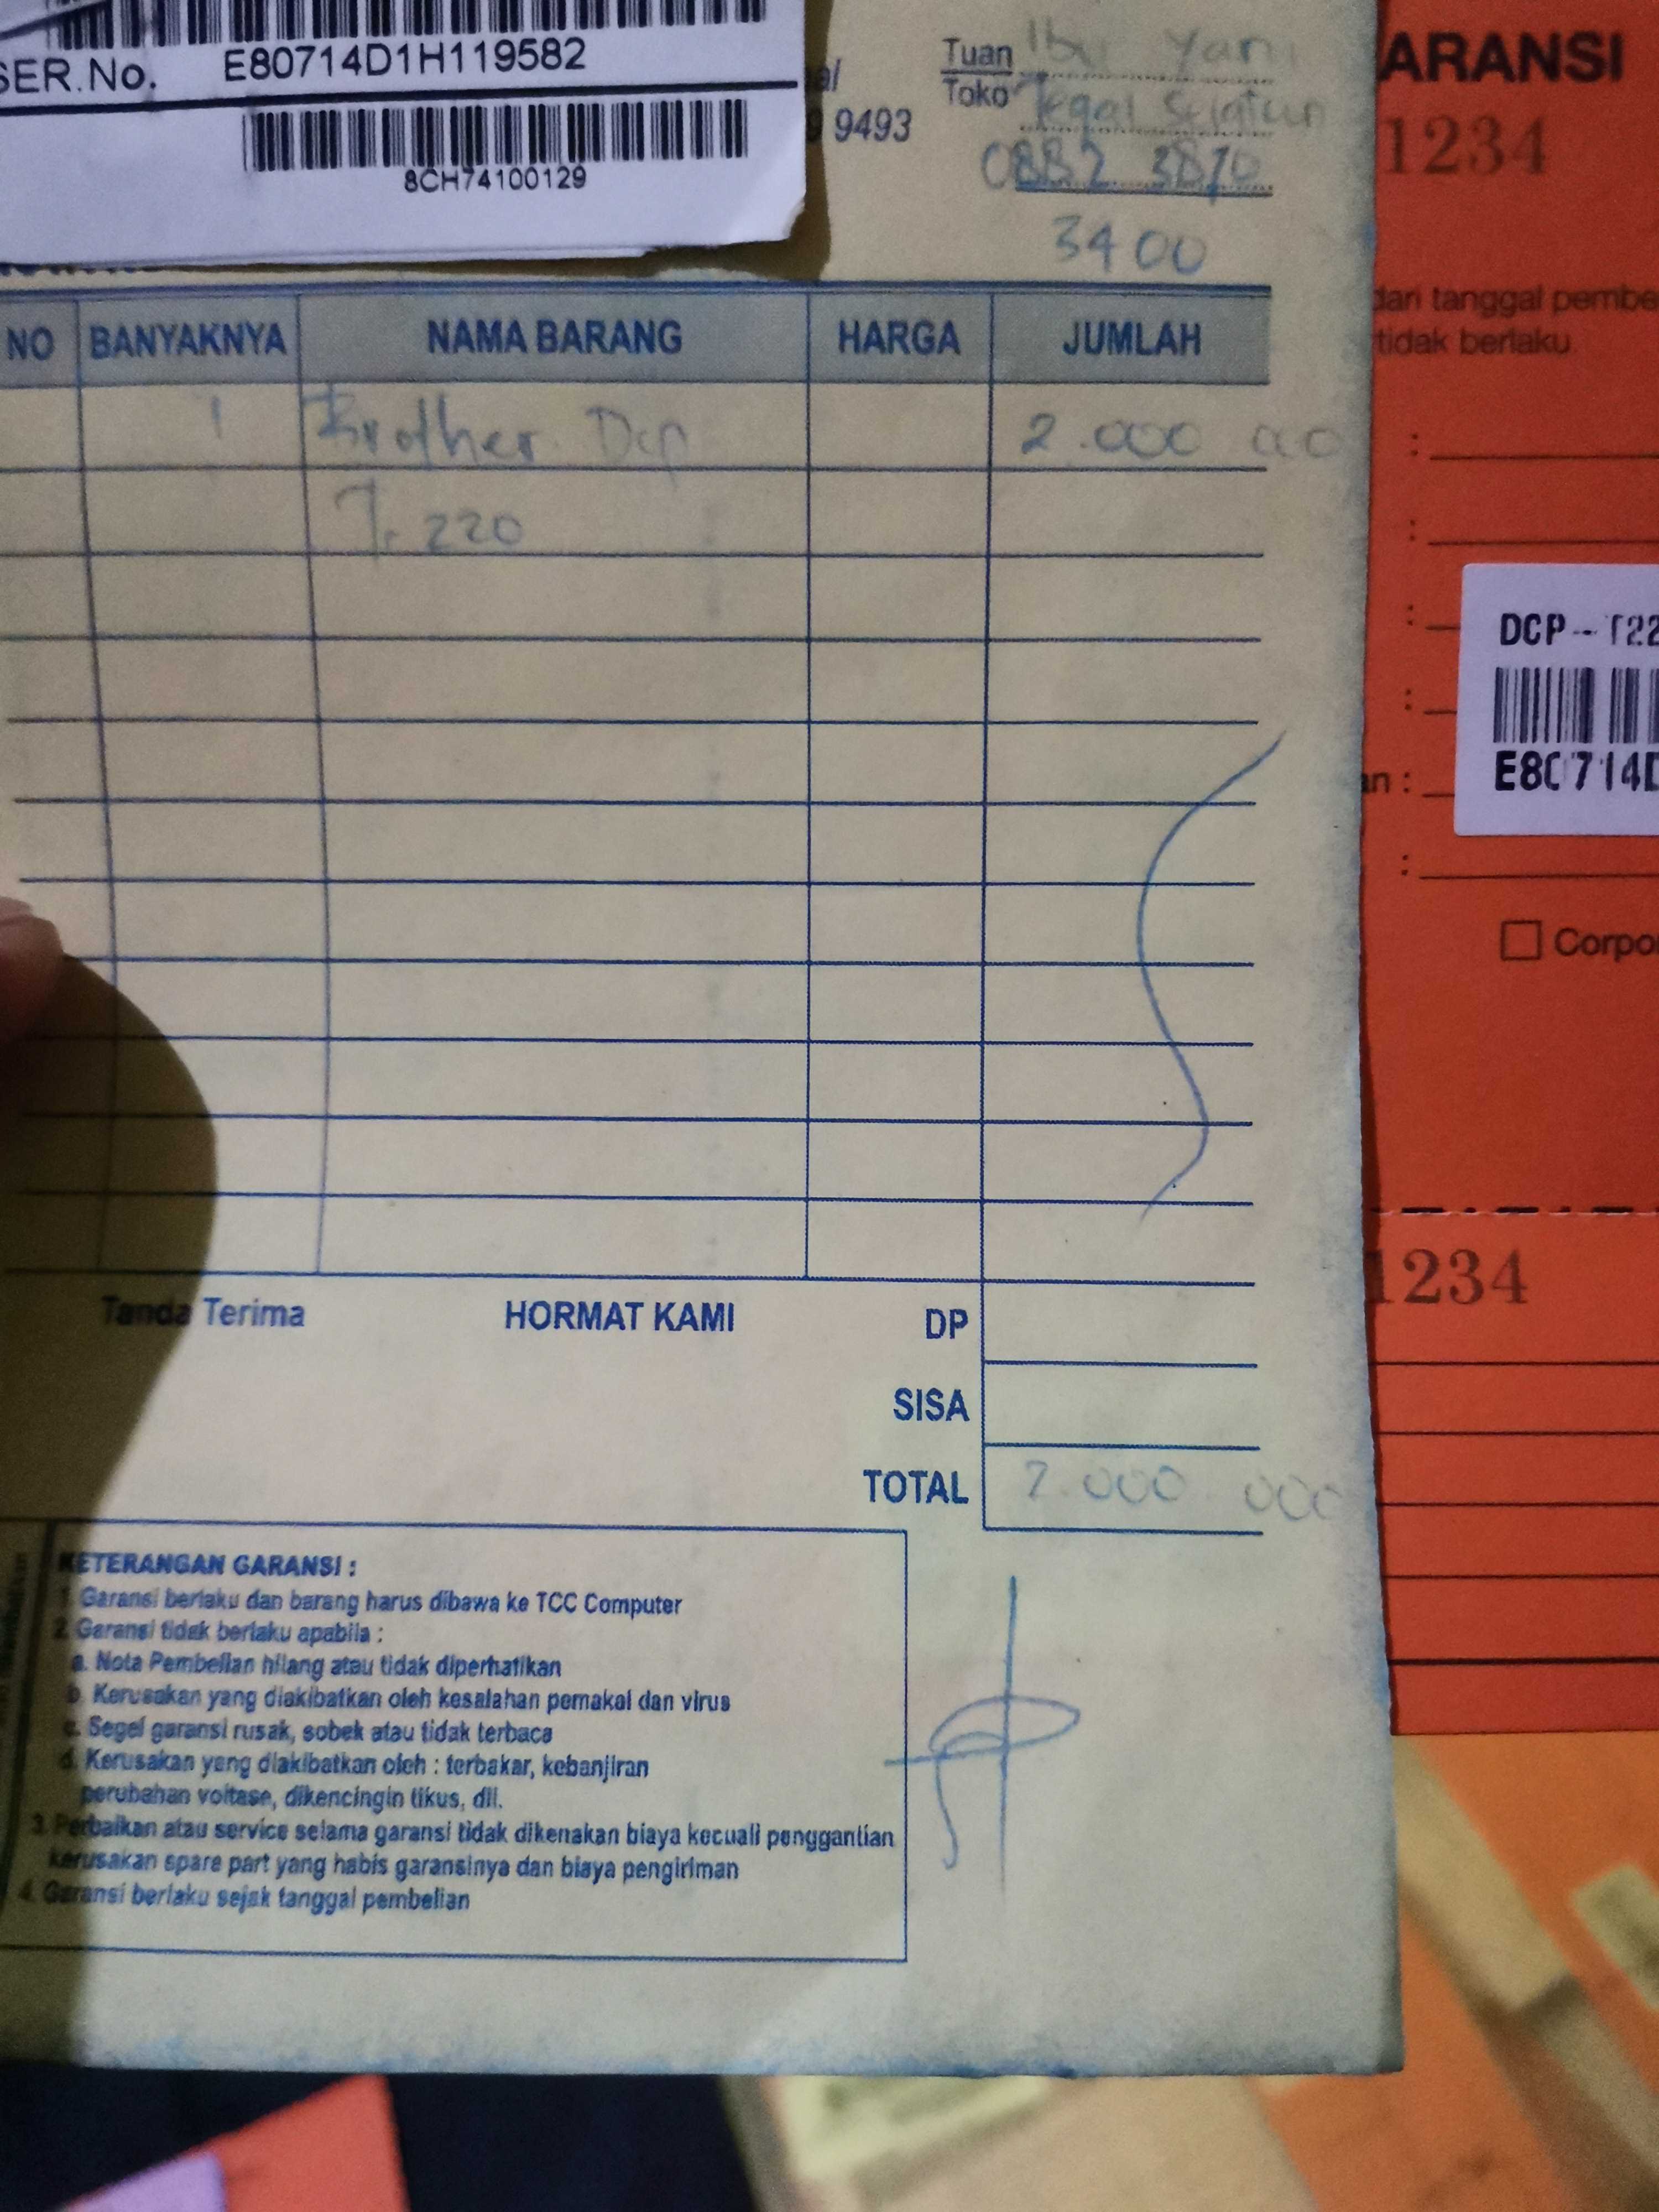 SER.No. E80714D1H119582
8CH74100129
9493
Tuan Ibu Yani
Toko Tegal Selatan
0882 3870
3400
NO BANYAKNYA NAMA BARANG HARGA JUMLAH
1 Brother Dcp 2.000 000
T. 220
Tanda Terima HORMAT KAMI DP
SISA
TOTAL 2.000 000
KETERANGAN GARANSI :
1. Garansi berlaku dan barang harus dibawa ke TCC Computer
2. Garansi tidak berlaku apabila :
a. Nota Pembelian hilang atau tidak diperhatikan
b. Kerusakan yang diakibatkan oleh kesalahan pemakai dan virus
c. Segel garansi rusak, sobek atau tidak terbaca
d. Kerusakan yang diakibatkan oleh : terbakar, kebanjiran
perubahan voltase, dikencingin tikus, dll.
3. Perbaikan atau service selama garansi tidak dikenakan biaya kecuali penggantian
kerusakan spare part yang habis garansinya dan biaya pengiriman
4. Garansi berlaku sejak tanggal pembelian
ARANSI
1234
dari tanggal pembe
tidak berlaku.
:
:
:
:
an :
:
DCP-T22
E80714D
Corpo
1234